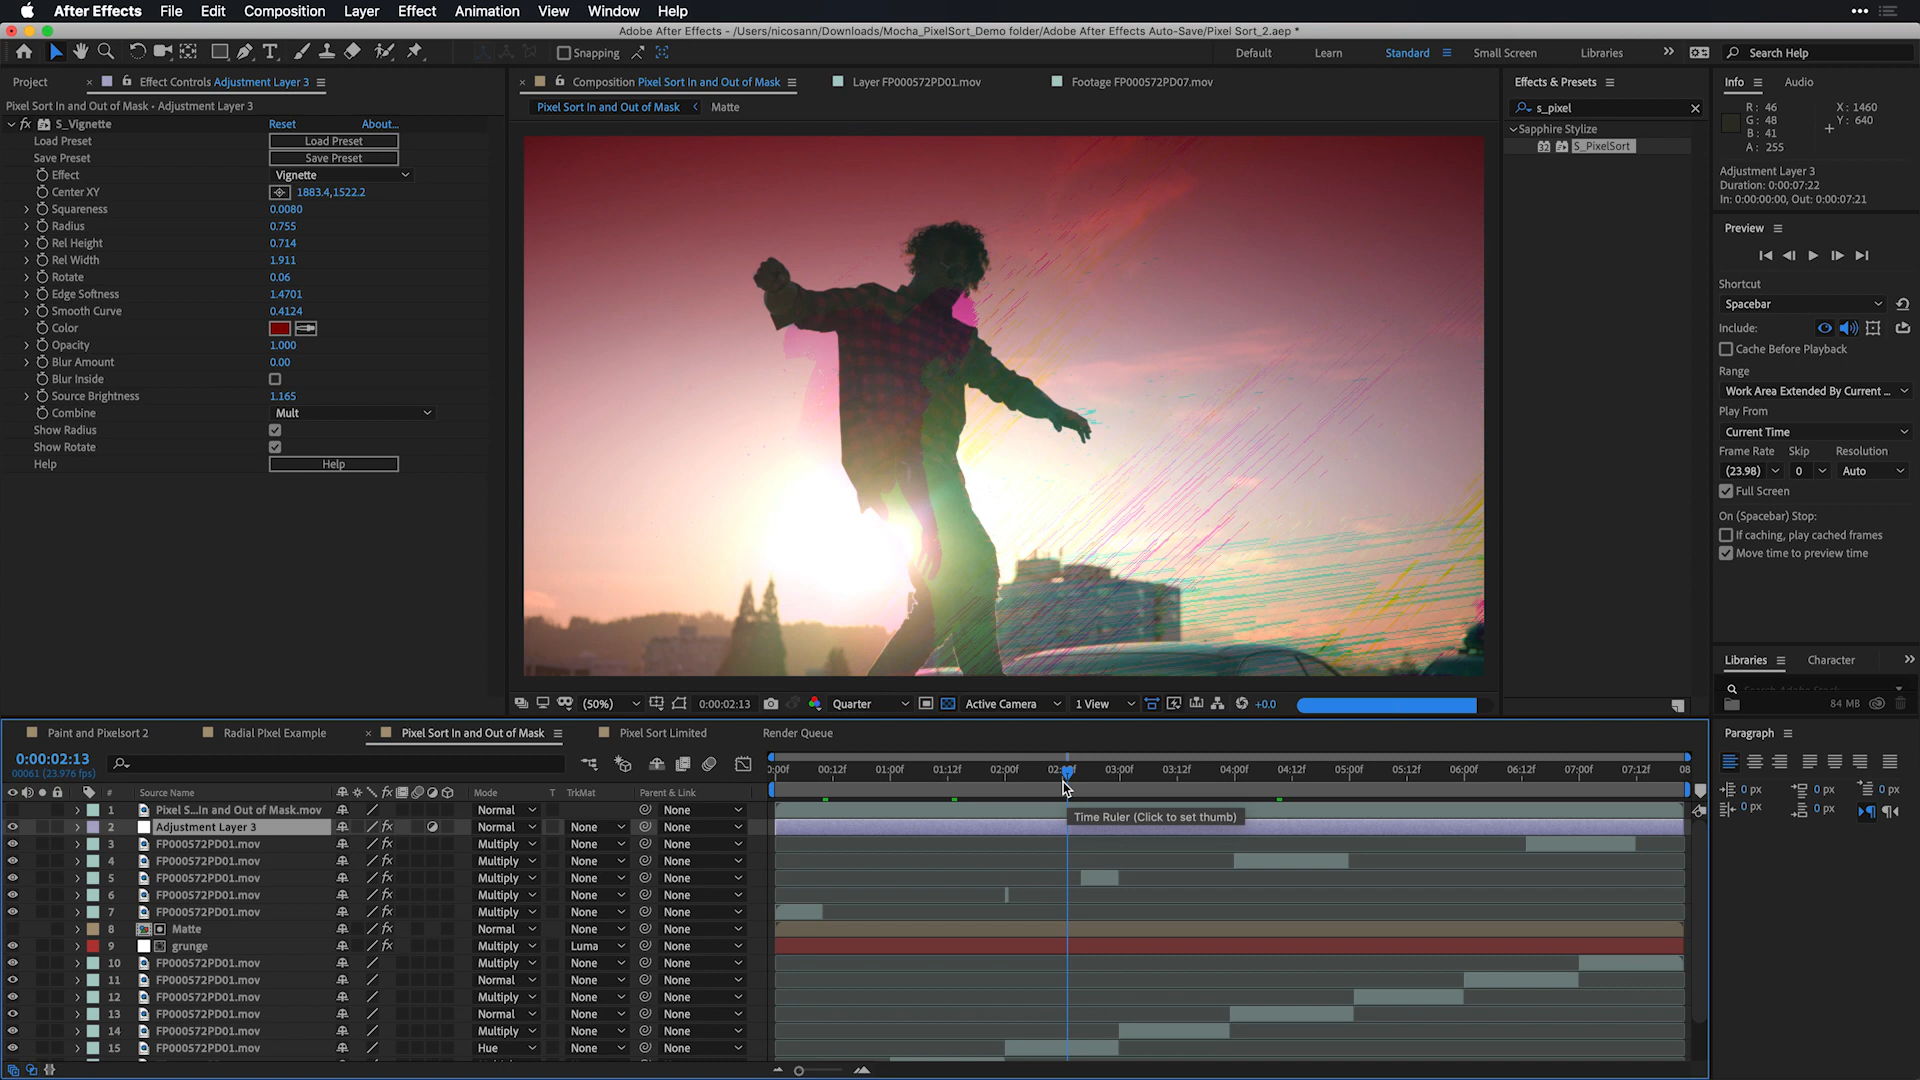 After Effects File Edit Composition Layer Effect Animation View Window Help
Adobe After Effects - /Users/nicosann/Downloads/Mocha_PixelSort_Demo folder/Adobe After Effects Auto-Save/Pixel Sort_2.aep *
Snapping Default Learn Standard Small Screen Libraries Search Help
Project Effect Controls Adjustment Layer 3
Pixel Sort In and Out of Mask • Adjustment Layer 3
fx S_Vignette Reset About...
Load Preset Load Preset
Save Preset Save Preset
Effect Vignette
Center XY 1883.4,1522.2
Squareness 0.0080
Radius 0.755
Rel Height 0.714
Rel Width 1.911
Rotate 0.06
Edge Softness 1.4701
Smooth Curve 0.4124
Color
Opacity 1.000
Blur Amount 0.00
Blur Inside
Source Brightness 1.165
Combine Mult
Show Radius
Show Rotate
Help Help
Composition Pixel Sort In and Out of Mask Layer FP000572PD01.mov Footage FP000572PD07.mov
Pixel Sort In and Out of Mask Matte
(50%) 0:00:02:13 Quarter Active Camera 1 View +0.0
Effects & Presets
s_pixel
Sapphire Stylize
S_PixelSort
Info Audio
R: 46 X: 1460
G: 48 Y: 640
B: 41
A: 255
Adjustment Layer 3
Duration: 0:00:07:22
In: 0:00:00:00, Out: 0:00:07:21
Preview
Shortcut
Spacebar
Include:
Cache Before Playback
Range
Work Area Extended By Current ...
Play From
Current Time
Frame Rate Skip Resolution
(23.98) 0 Auto
Full Screen
On (Spacebar) Stop:
If caching, play cached frames
Move time to preview time
Libraries Character
84 MB
Paragraph
0 px 0 px 0 px
0 px 0 px
Paint and Pixelsort 2 Radial PIxel Example Pixel Sort In and Out of Mask Pixel Sort Limited Render Queue
0:00:02:13
00061 (23.976 fps)
:00f 00:12f 01:00f 01:12f 02:00f 03:00f 03:12f 04:00f 04:12f 05:00f 05:12f 06:00f 06:12f 07:00f 07:12f 08
# Source Name Mode T TrkMat Parent & Link
1 Pixel S...In and Out of Mask.mov Normal None
Time Ruler (Click to set thumb)
2 Adjustment Layer 3 fx Normal None None
3 FP000572PD01.mov fx Multiply None None
4 FP000572PD01.mov fx Multiply None None
5 FP000572PD01.mov fx Multiply None None
6 FP000572PD01.mov fx Multiply None None
7 FP000572PD01.mov fx Multiply None None
8 Matte fx Normal None None
9 grunge fx Multiply Luma None
10 FP000572PD01.mov Multiply None None
11 FP000572PD01.mov Normal None None
12 FP000572PD01.mov Multiply None None
13 FP000572PD01.mov Normal None None
14 FP000572PD01.mov Multiply None None
15 FP000572PD01.mov Hue None None